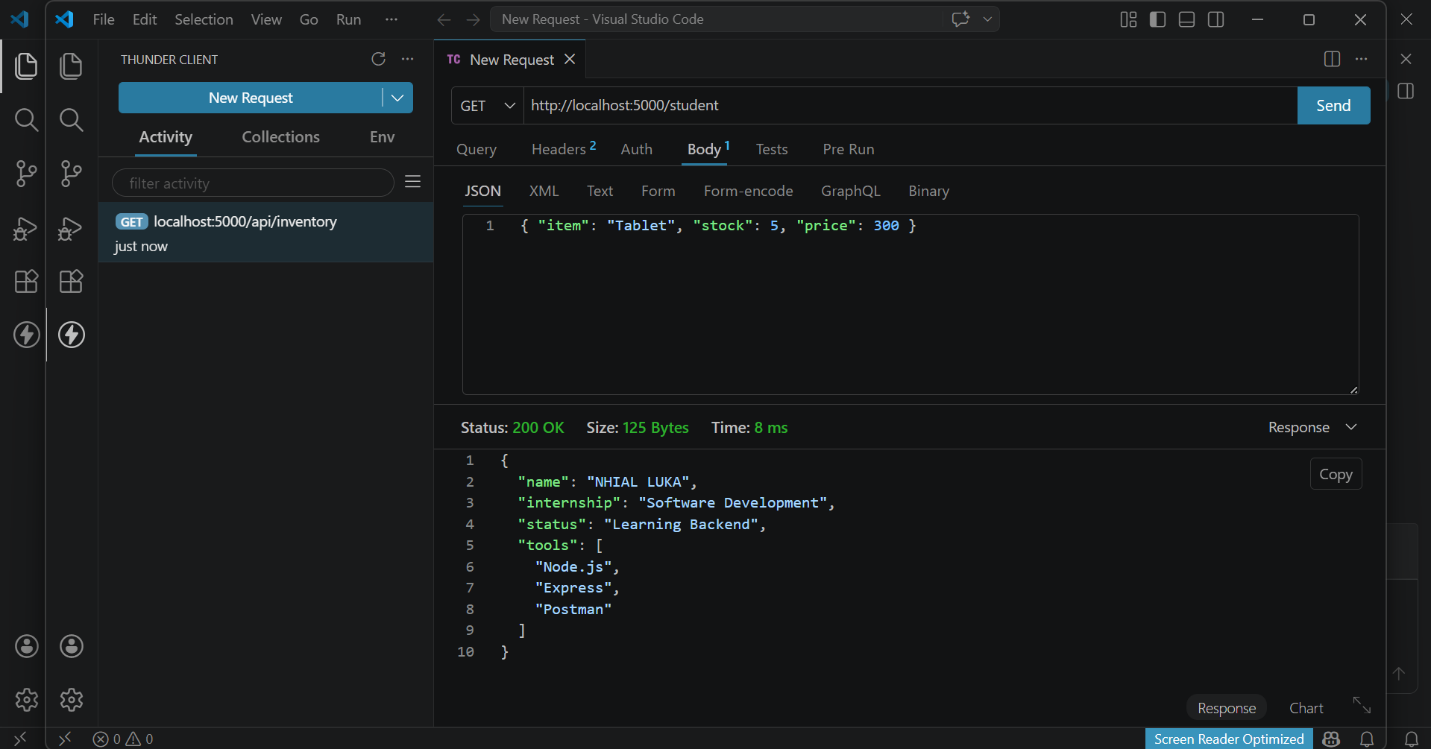 File Edit Selection View Go Run ···
New Request - Visual Studio Code
THUNDER CLIENT
New Request
Activity Collections Env
filter activity
GET localhost:5000/api/inventory
just now
TC New Request
GET http://localhost:5000/student Send
Query Headers 2 Auth Body 1 Tests Pre Run
JSON XML Text Form Form-encode GraphQL Binary
1 { "item": "Tablet", "stock": 5, "price": 300 }
Status: 200 OK Size: 125 Bytes Time: 8 ms Response
Copy
1 {
2 "name": "NHIAL LUKA",
3 "internship": "Software Development",
4 "status": "Learning Backend",
5 "tools": [
6 "Node.js",
7 "Express",
8 "Postman"
9 ]
10 }
Response Chart
0 0 Screen Reader Optimized